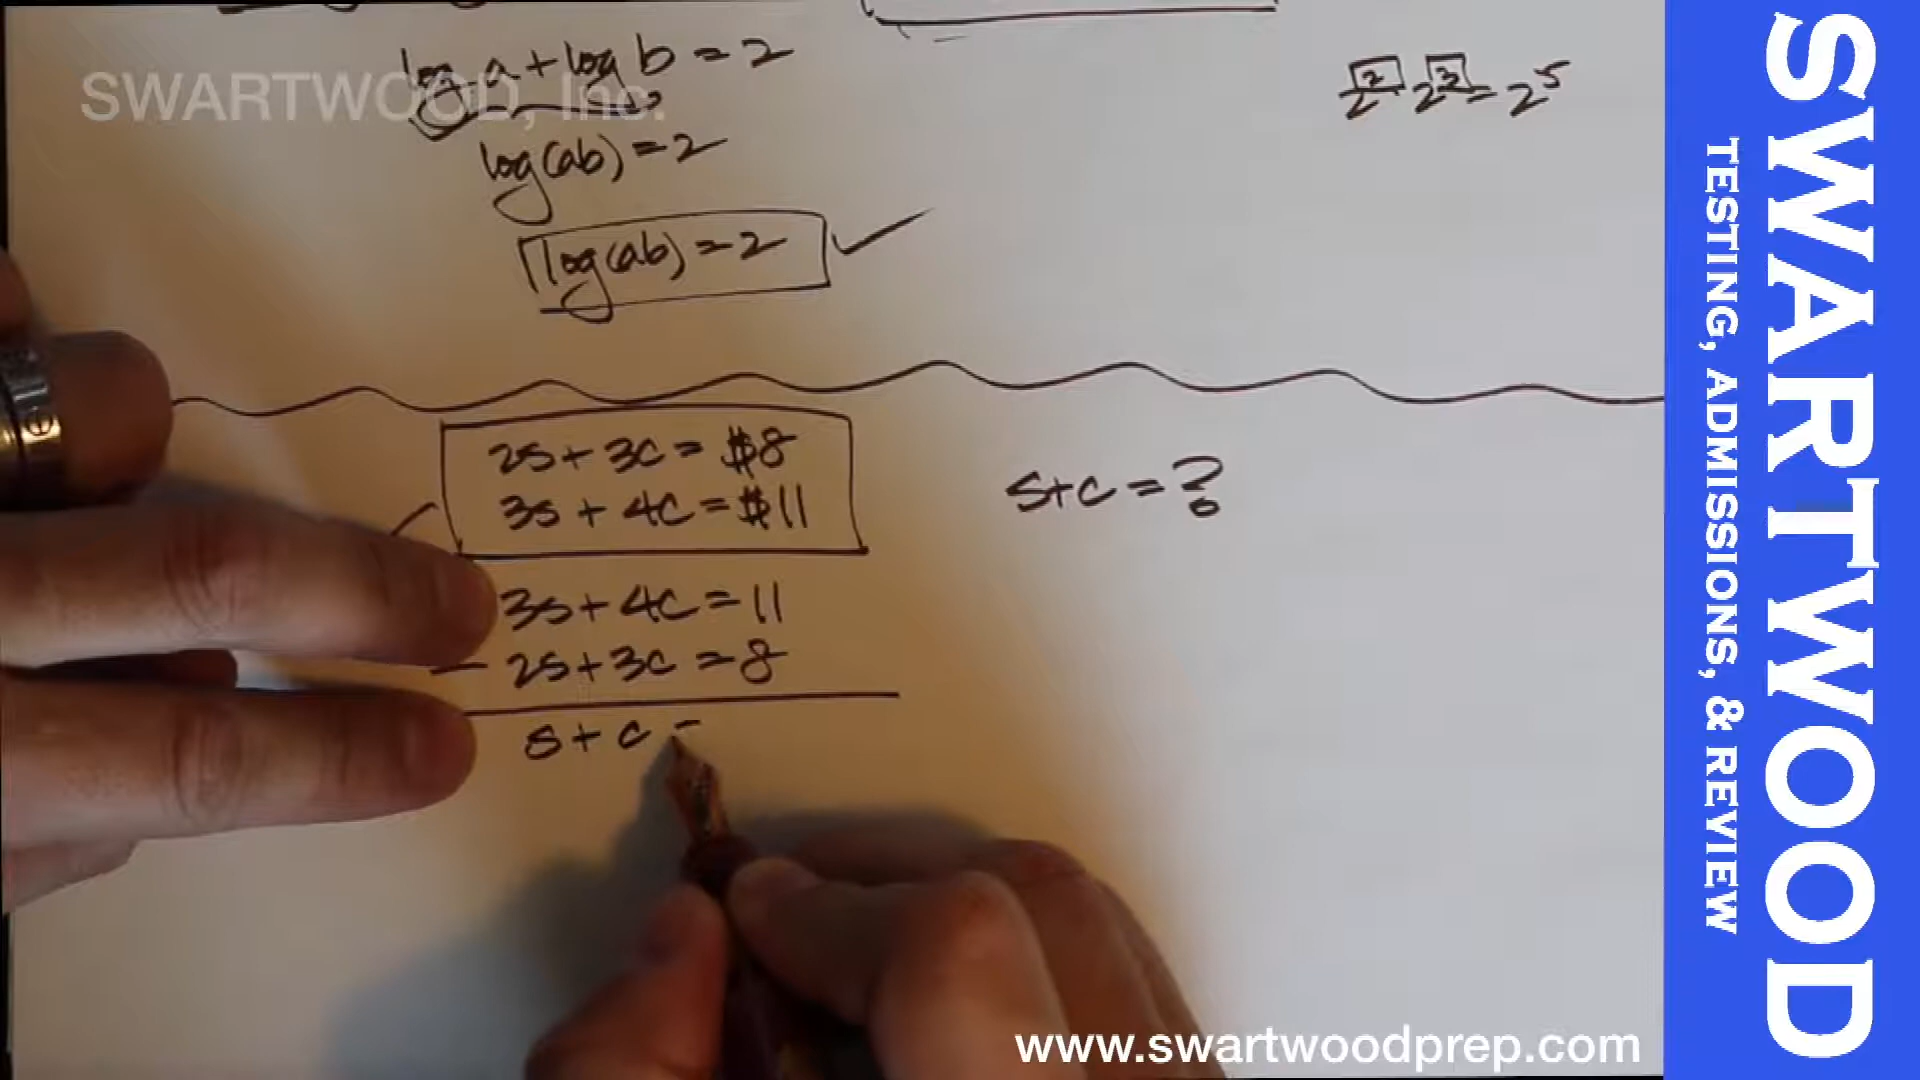 log a + log b = 2
SWARTWOOD, Inc.
log(ab) = 2
log(ab) = 2
2² 2³ = 2⁵
2s + 3c = $8
3s + 4c = $11
s+c = ?
3s + 4c = 11
- 2s + 3c = 8
s + c =
www.swartwoodprep.com
SWARTWOOD
TESTING, ADMISSIONS, & REVIEW